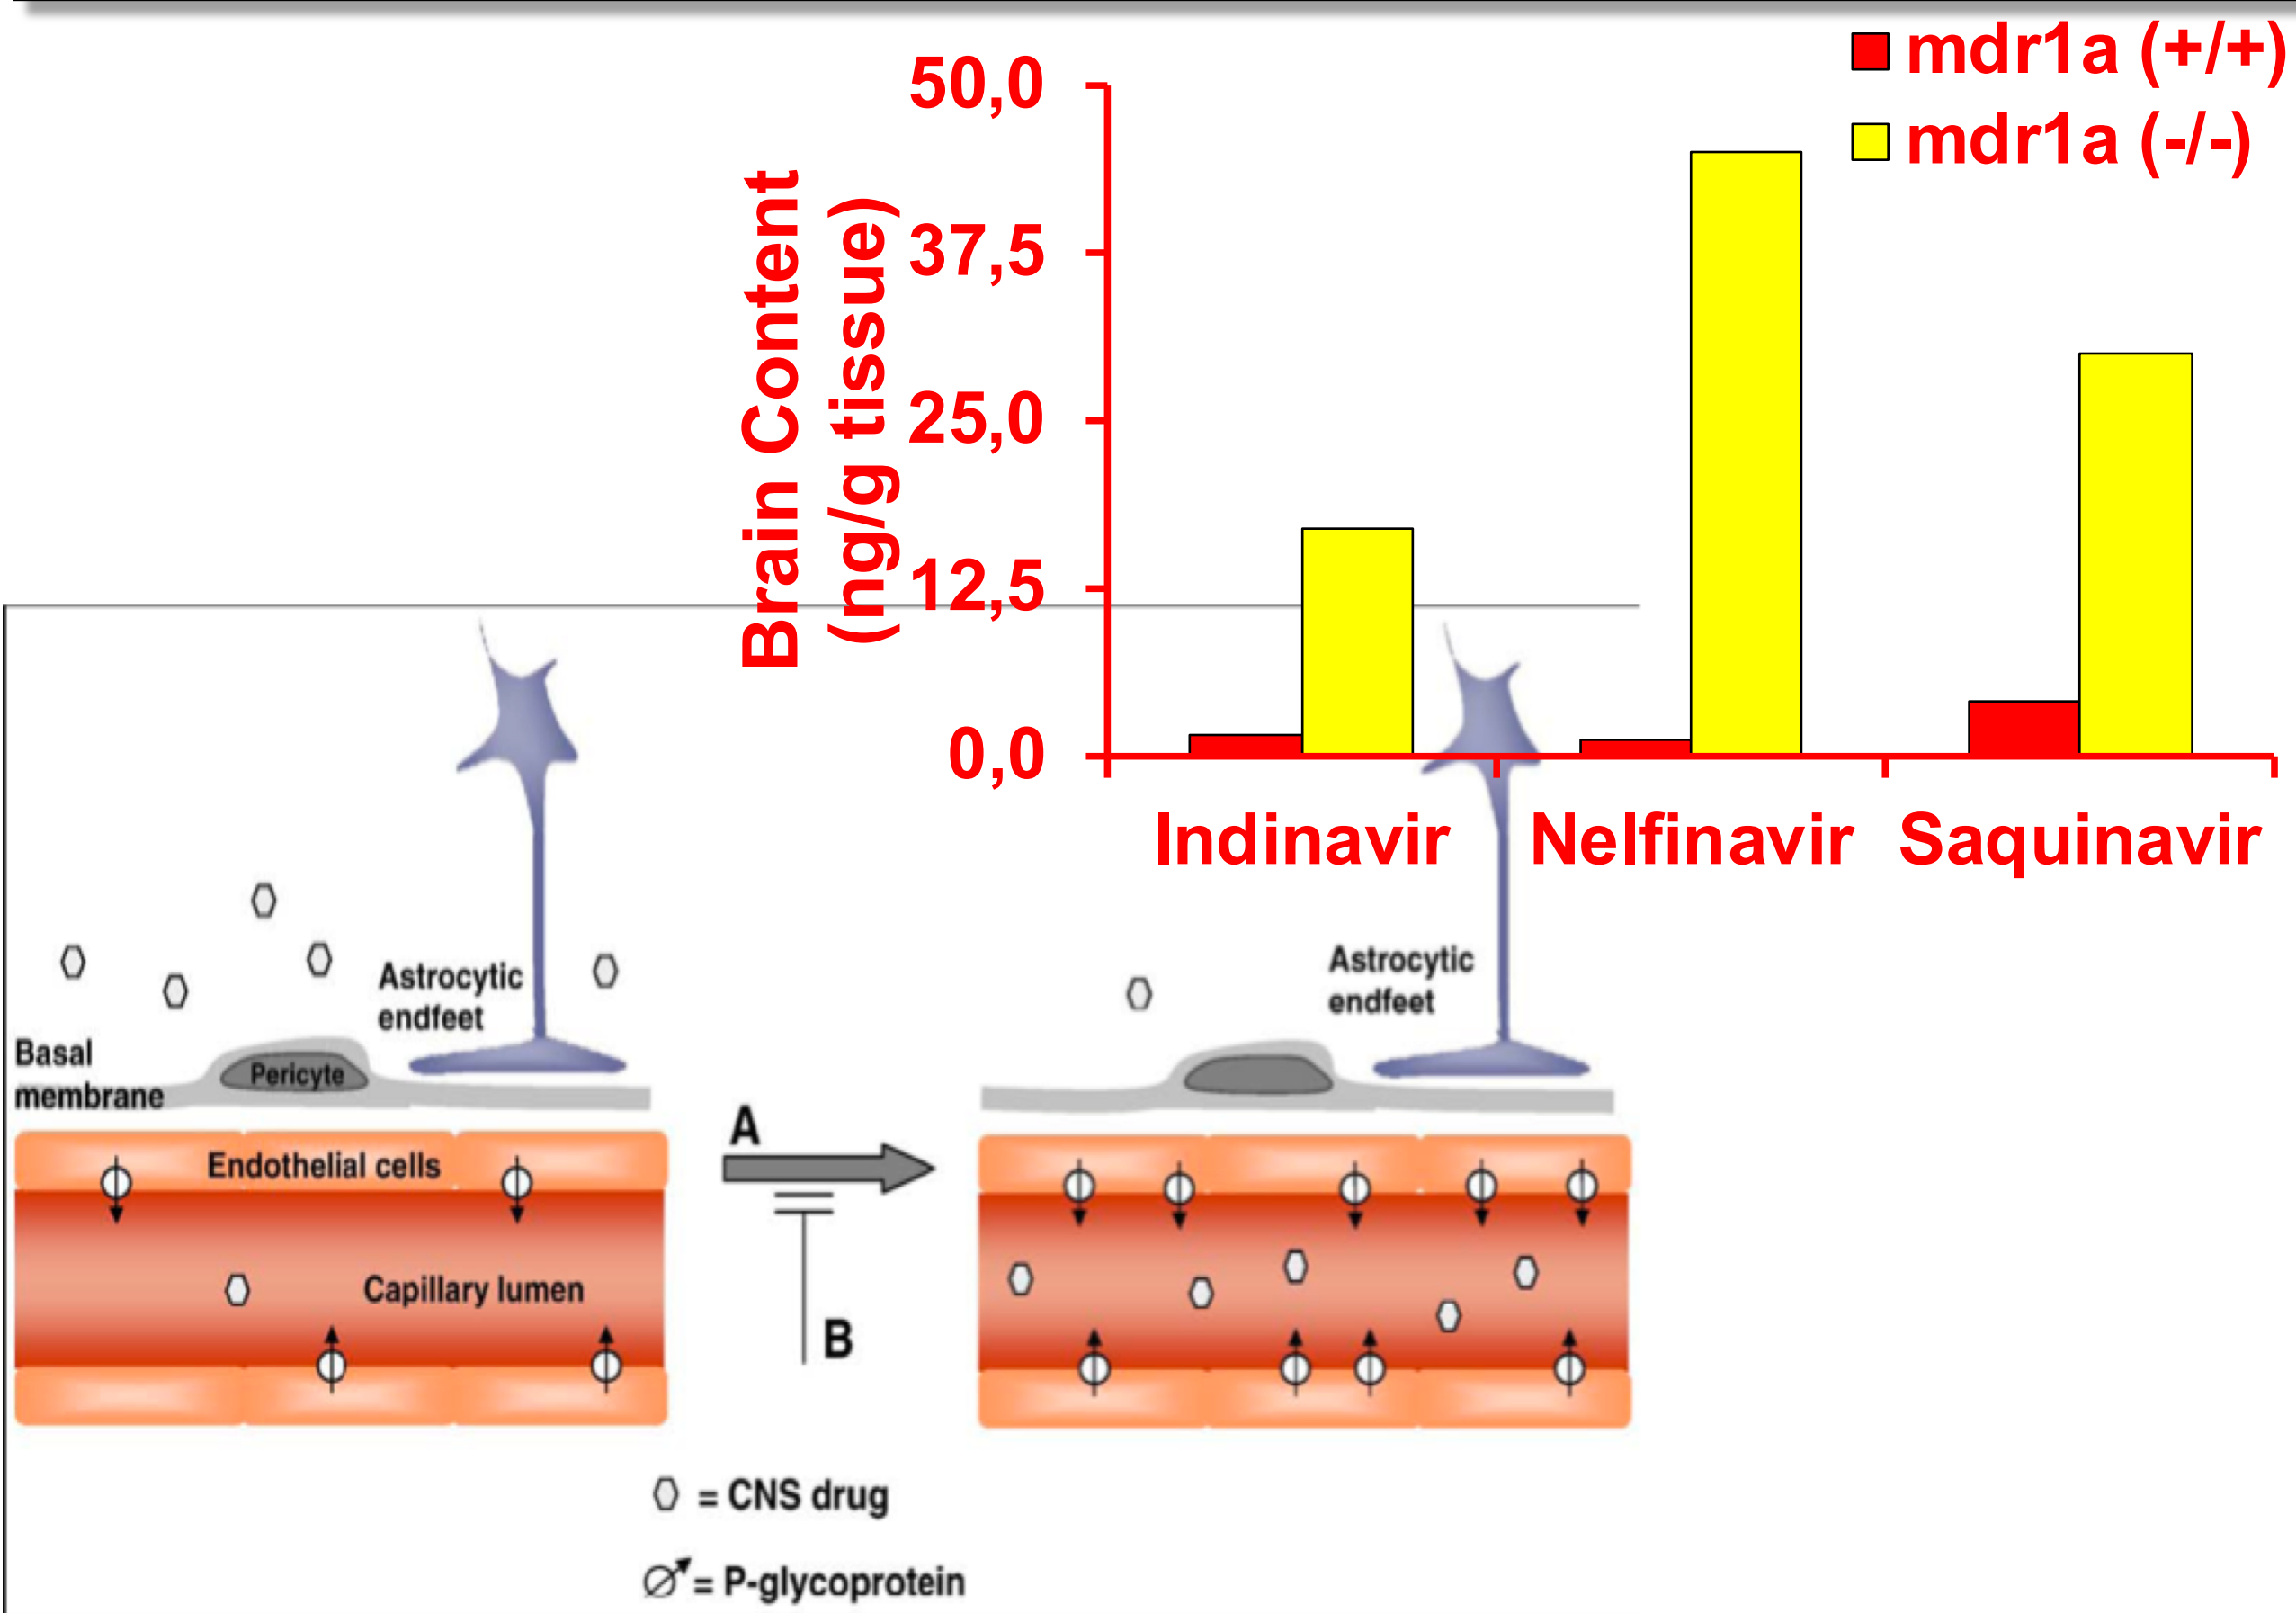 mdr1a (+/+)
mdr1a (-/-)
Brain Content
(ng/g tissue)
50,0
37,5
25,0
12,5
0,0
Indinavir
Nelfinavir
Saquinavir
Astrocytic
endfeet
Basal
membrane
Pericyte
Endothelial cells
Capillary lumen
A
B
Astrocytic
endfeet
= CNS drug
= P-glycoprotein